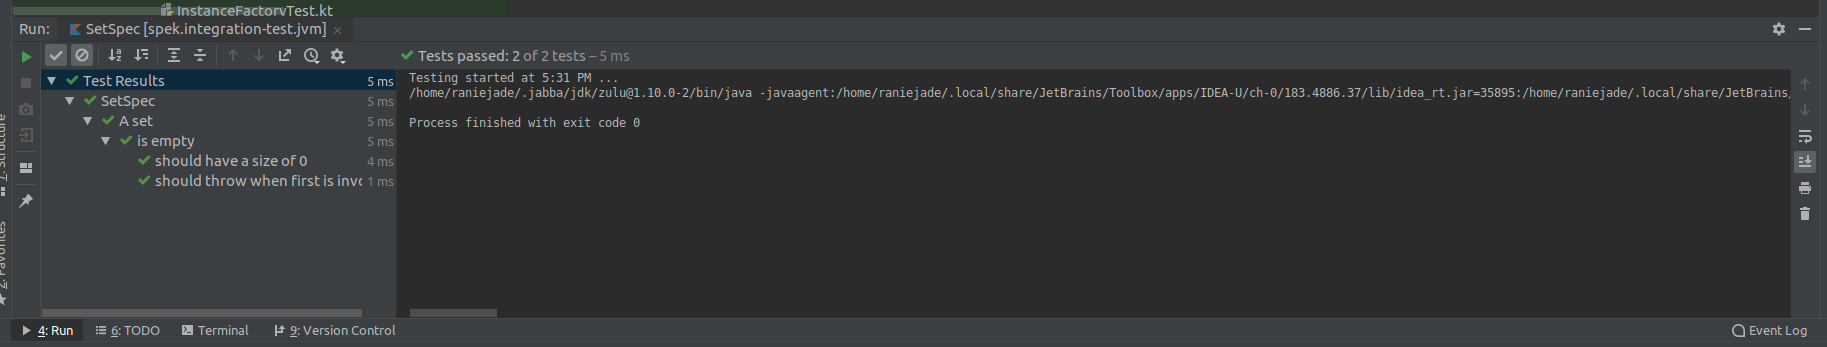 InstanceFactoryTest.kt
Run: SetSpec [spek.integration-test.jvm]
Tests passed: 2 of 2 tests – 5 ms
Test Results 5 ms
SetSpec 5 ms
A set 5 ms
is empty 5 ms
should have a size of 0 4 ms
should throw when first is invo 1 ms
Testing started at 5:31 PM ...
/home/raniejade/.jabba/jdk/zulu@1.10.0-2/bin/java -javaagent:/home/raniejade/.local/share/JetBrains/Toolbox/apps/IDEA-U/ch-0/183.4886.37/lib/idea_rt.jar=35895:/home/raniejade/.local/share/JetBrains/
Process finished with exit code 0
7: Structure
2: Favorites
4: Run 6: TODO Terminal 9: Version Control Event Log